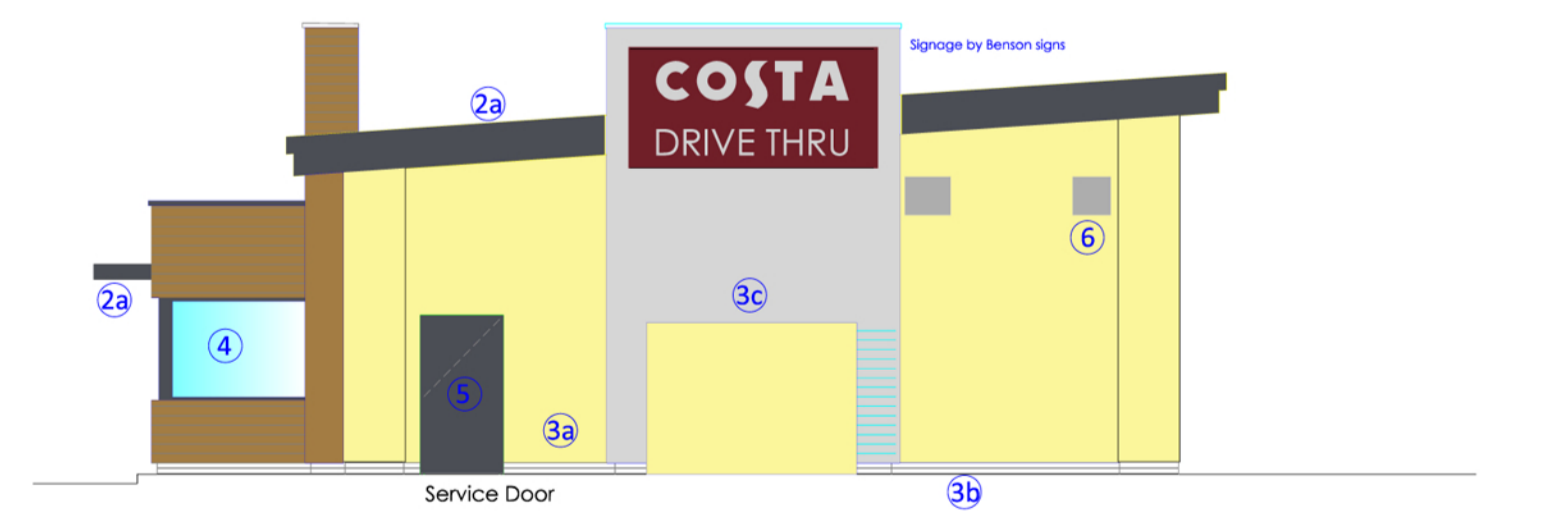 Signage by Benson signs
COSTA
DRIVE THRU
2a
6
2a
3c
4
5
3a
Service Door
3b